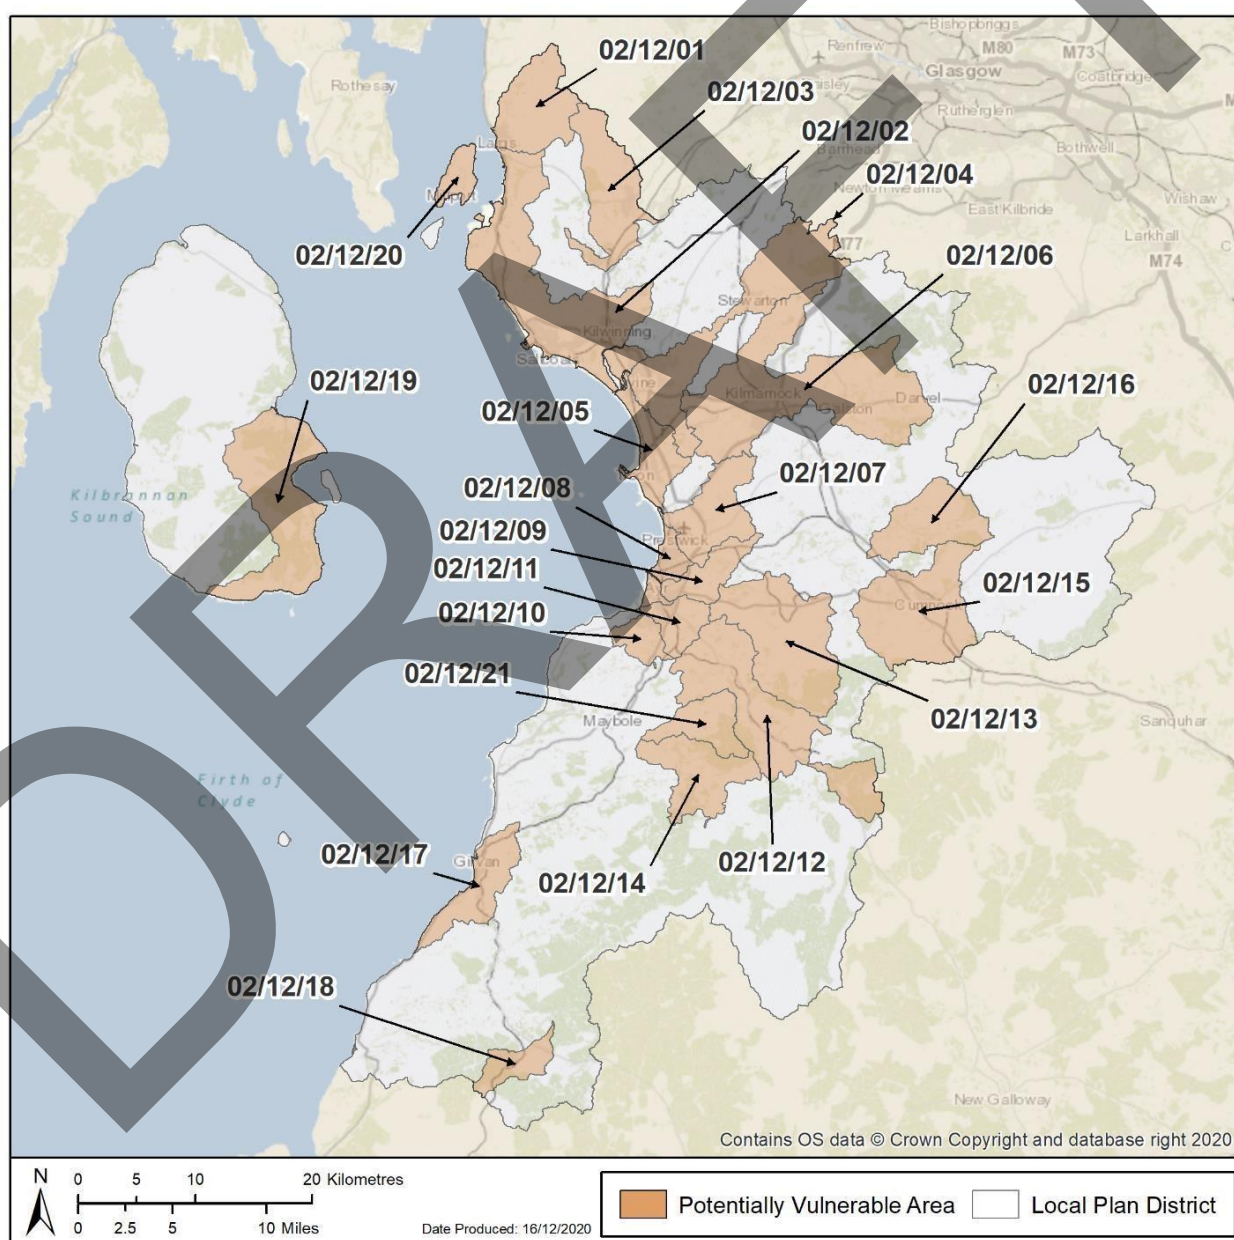 Bishopbriggs
02/12/01
Renfrew
M80
M73
Glasgow
Coatbridge
Rothesay
02/12/03
Rutherglen
02/12/02
Largs
Barrhead
Bothwell
02/12/04
Newton Mearns
Wishaw
East Kilbride
M77
Larkhall
02/12/20
02/12/06
M74
Stewarton
Kilwinning
02/12/19
02/12/16
Kilmarnock
Darvel
02/12/05
02/12/07
Kilbrannan
Sound
02/12/08
02/12/09
Prestwick
02/12/11
02/12/15
Cumnock
02/12/10
02/12/21
02/12/13
Maybole
Sanquhar
Firth of
Clyde
02/12/17
Girvan
02/12/12
02/12/14
02/12/18
New Galloway
DRAFT
Contains OS data © Crown Copyright and database right 2020
N
0 5 10 20 Kilometres
0 2.5 5 10 Miles
Date Produced: 16/12/2020
Potentially Vulnerable Area
Local Plan District